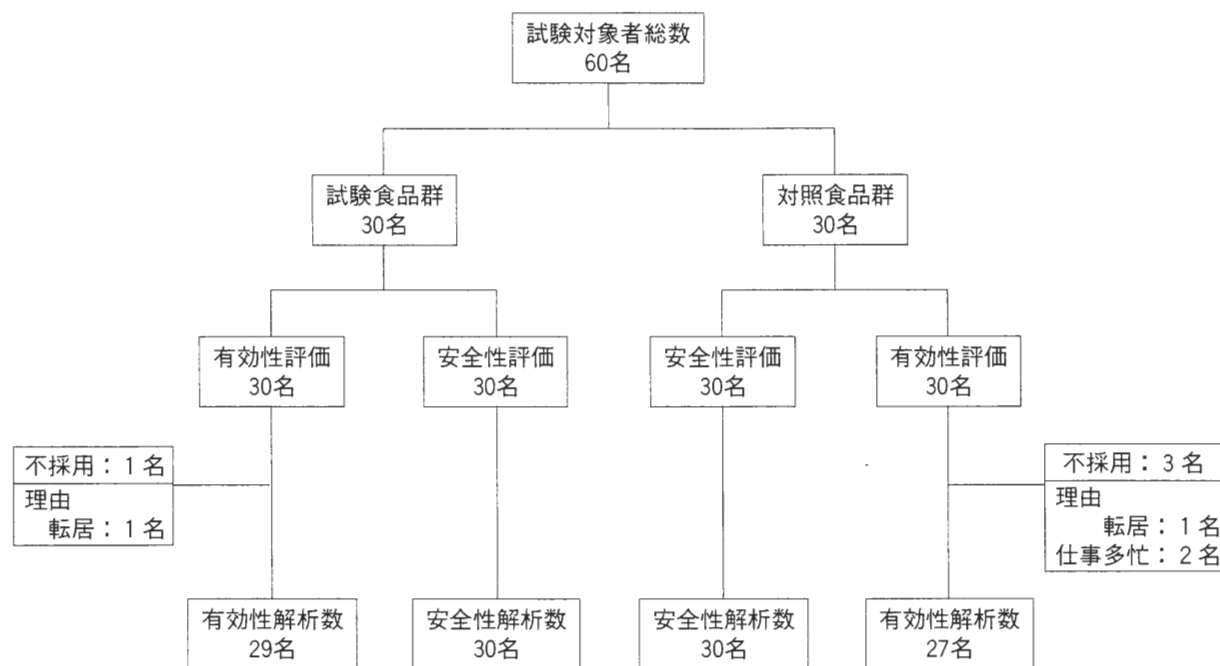 試験対象者総数
60名
試験食品群
30名
対照食品群
30名
有効性評価
30名
安全性評価
30名
安全性評価
30名
有効性評価
30名
不採用：1名
理由
転居：1名
不採用：3名
理由
転居：1名
仕事多忙：2名
有効性解析数
29名
安全性解析数
30名
安全性解析数
30名
有効性解析数
27名